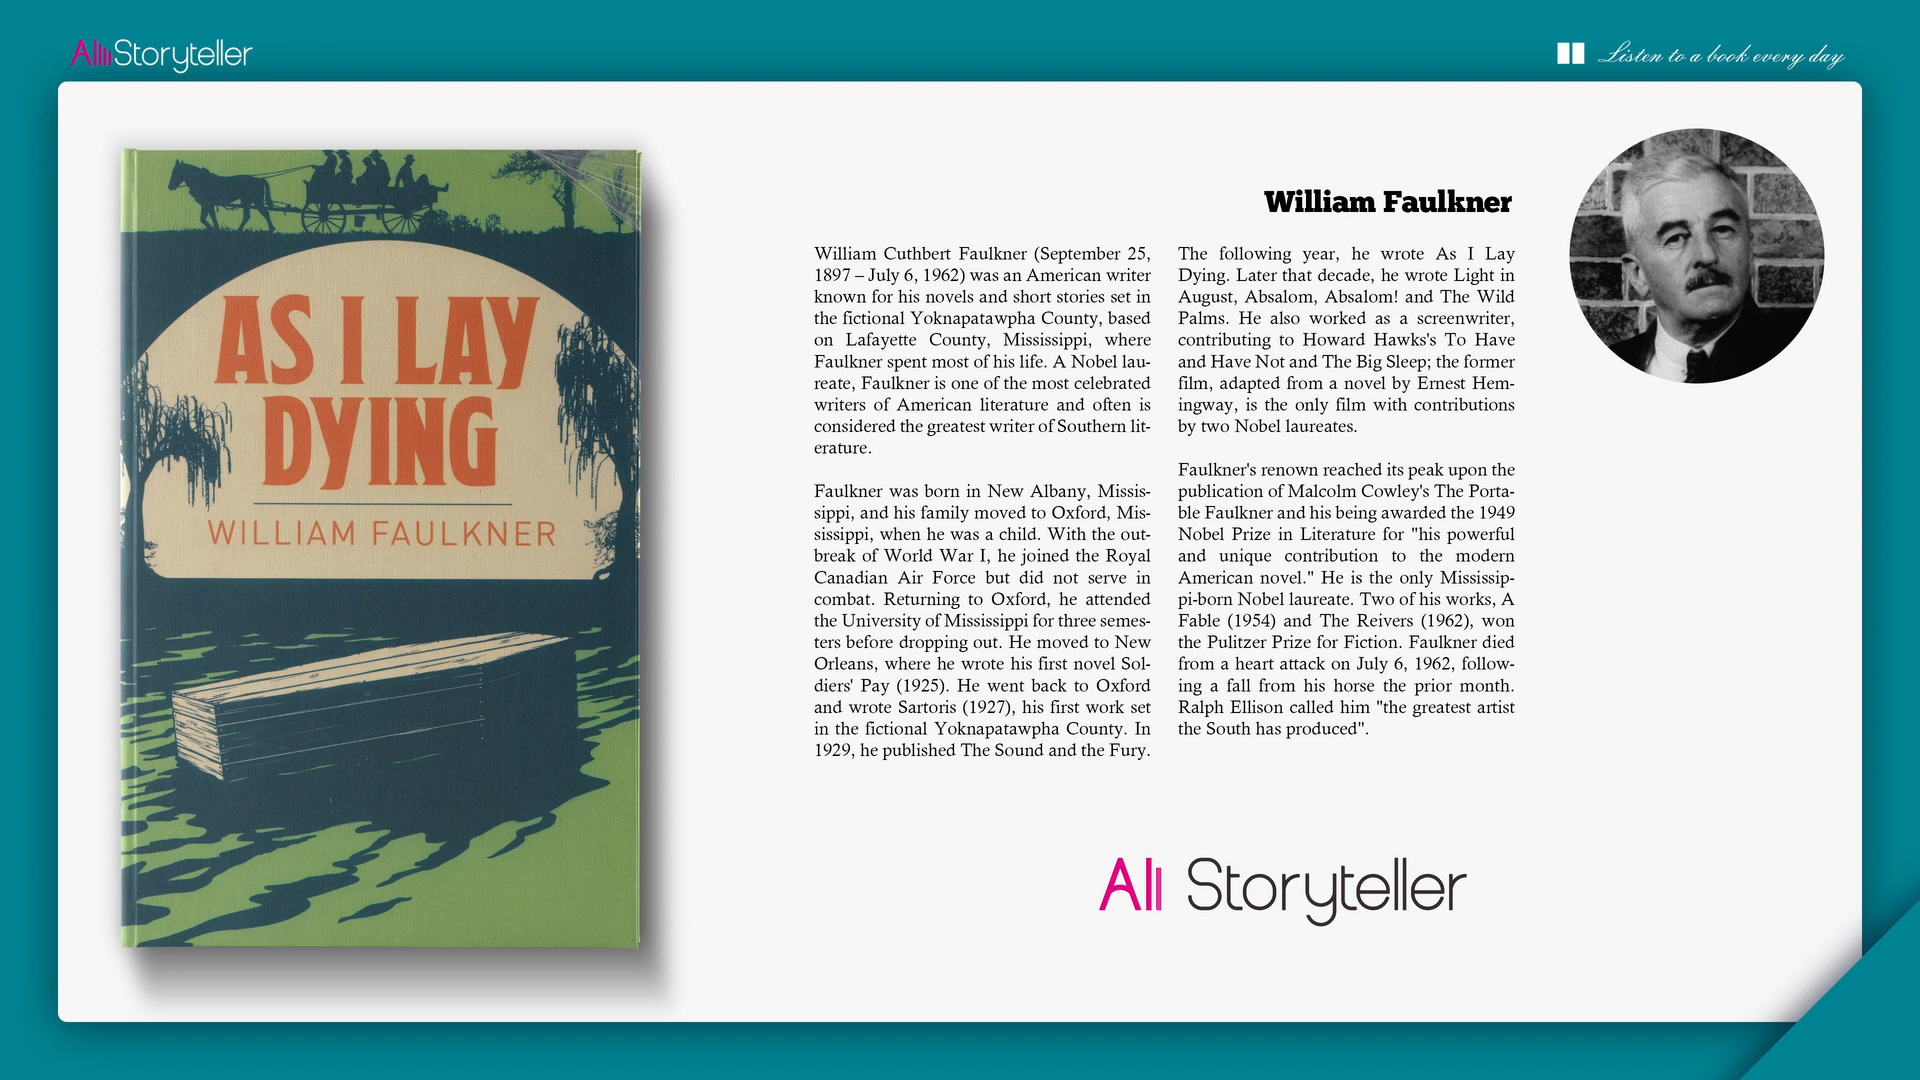 AliStoryteller
Listen to a book every day
AS I LAY
DYING
WILLIAM FAULKNER
William Faulkner
William Cuthbert Faulkner (September 25,
1897 – July 6, 1962) was an American writer
known for his novels and short stories set in
the fictional Yoknapatawpha County, based
on Lafayette County, Mississippi, where
Faulkner spent most of his life. A Nobel lau-
reate, Faulkner is one of the most celebrated
writers of American literature and often is
considered the greatest writer of Southern lit-
erature.
Faulkner was born in New Albany, Missis-
sippi, and his family moved to Oxford, Mis-
sissippi, when he was a child. With the out-
break of World War I, he joined the Royal
Canadian Air Force but did not serve in
combat. Returning to Oxford, he attended
the University of Mississippi for three semes-
ters before dropping out. He moved to New
Orleans, where he wrote his first novel Sol-
diers' Pay (1925). He went back to Oxford
and wrote Sartoris (1927), his first work set
in the fictional Yoknapatawpha County. In
1929, he published The Sound and the Fury.
The following year, he wrote As I Lay
Dying. Later that decade, he wrote Light in
August, Absalom, Absalom! and The Wild
Palms. He also worked as a screenwriter,
contributing to Howard Hawks's To Have
and Have Not and The Big Sleep; the former
film, adapted from a novel by Ernest Hem-
ingway, is the only film with contributions
by two Nobel laureates.
Faulkner's renown reached its peak upon the
publication of Malcolm Cowley's The Porta-
ble Faulkner and his being awarded the 1949
Nobel Prize in Literature for "his powerful
and unique contribution to the modern
American novel." He is the only Mississip-
pi-born Nobel laureate. Two of his works, A
Fable (1954) and The Reivers (1962), won
the Pulitzer Prize for Fiction. Faulkner died
from a heart attack on July 6, 1962, follow-
ing a fall from his horse the prior month.
Ralph Ellison called him "the greatest artist
the South has produced".
Ali Storyteller